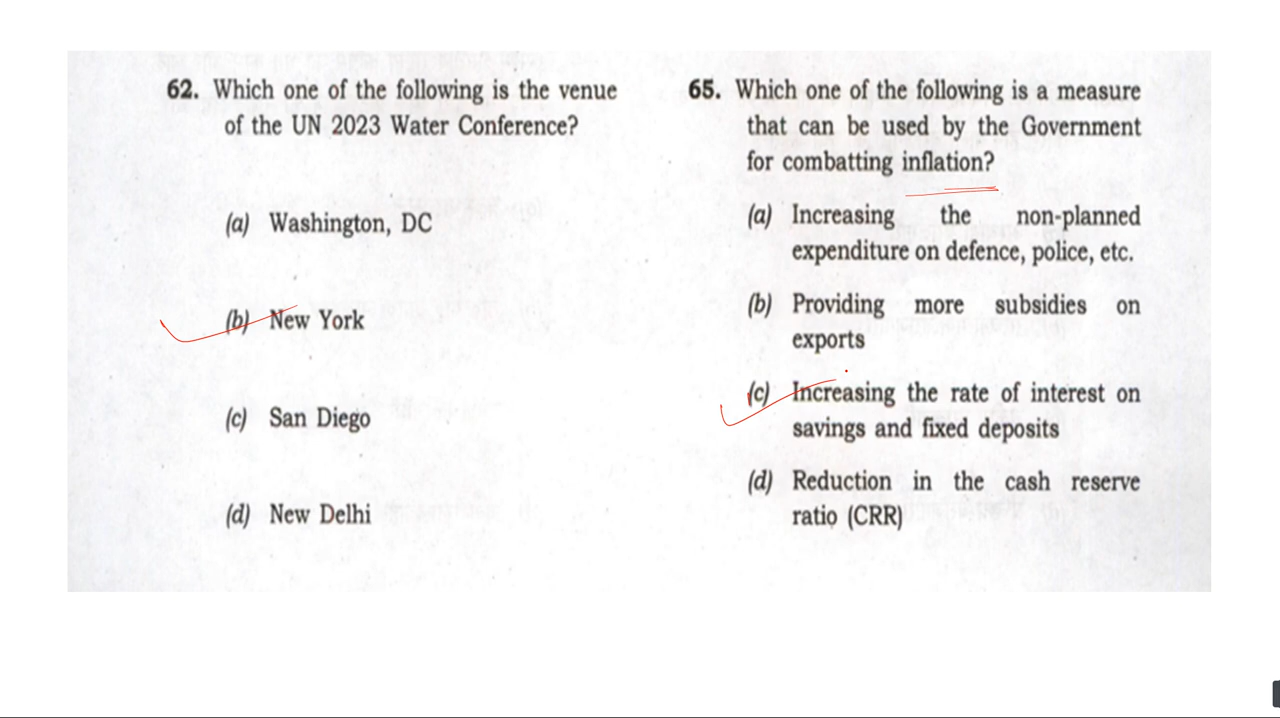 62. Which one of the following is the venue
of the UN 2023 Water Conference?
(a) Washington, DC
(b) New York
(c) San Diego
(d) New Delhi
65. Which one of the following is a measure
that can be used by the Government
for combatting inflation?
(a) Increasing the non-planned
expenditure on defence, police, etc.
(b) Providing more subsidies on
exports
(c) Increasing the rate of interest on
savings and fixed deposits
(d) Reduction in the cash reserve
ratio (CRR)